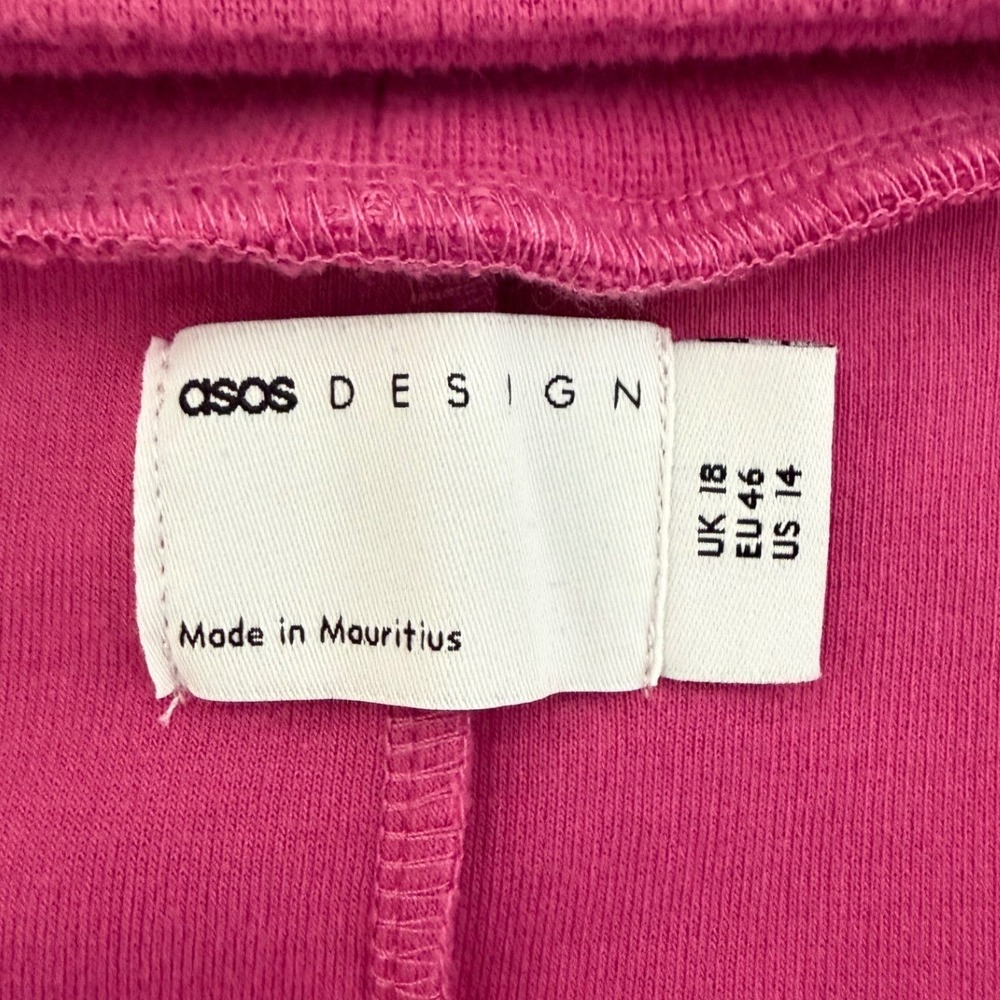 asos DESIGN
Made in Mauritius
UK 18
EU 46
US 14